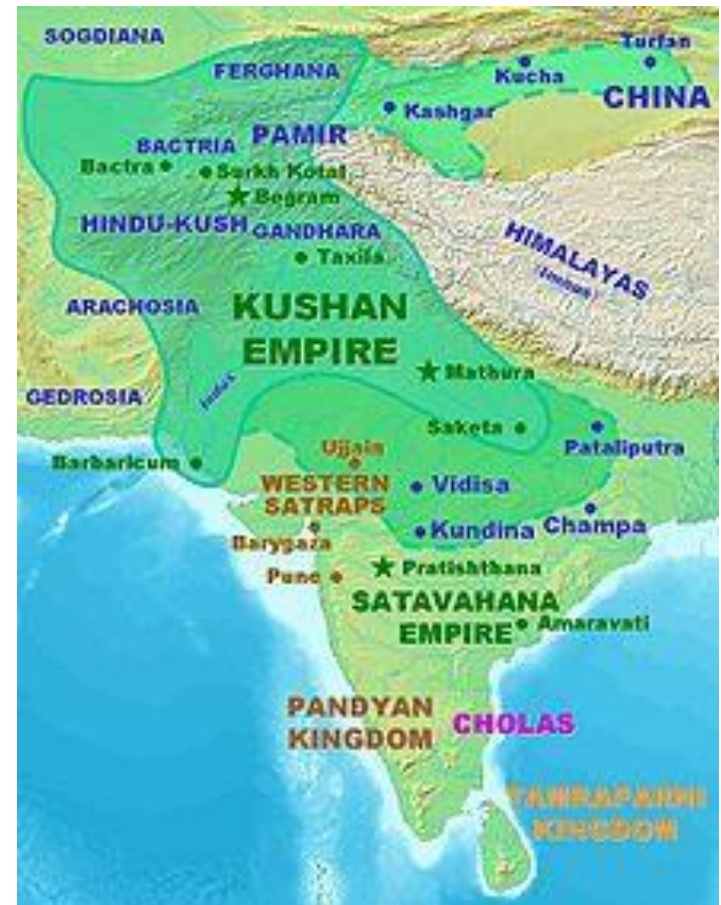 SOGDIANA
Turfan
FERGHANA
Kucha
CHINA
Kashgar
PAMIR
BACTRIA
Bactra
Surkh Kotal
Begram
HINDU-KUSH
GANDHARA
Taxila
HIMALAYAS
ARACHOSIA
KUSHAN
EMPIRE
Mathura
GEDROSIA
Indus
Saketa
Pataliputra
Barbaricum
Ujjain
WESTERN
SATRAPS
Vidisa
Kundina
Champa
Barygaza
Pratishthana
Pune
SATAVAHANA
EMPIRE
Amaravati
PANDYAN
KINGDOM
CHOLAS
TAMRAPARNI
KINGDOM